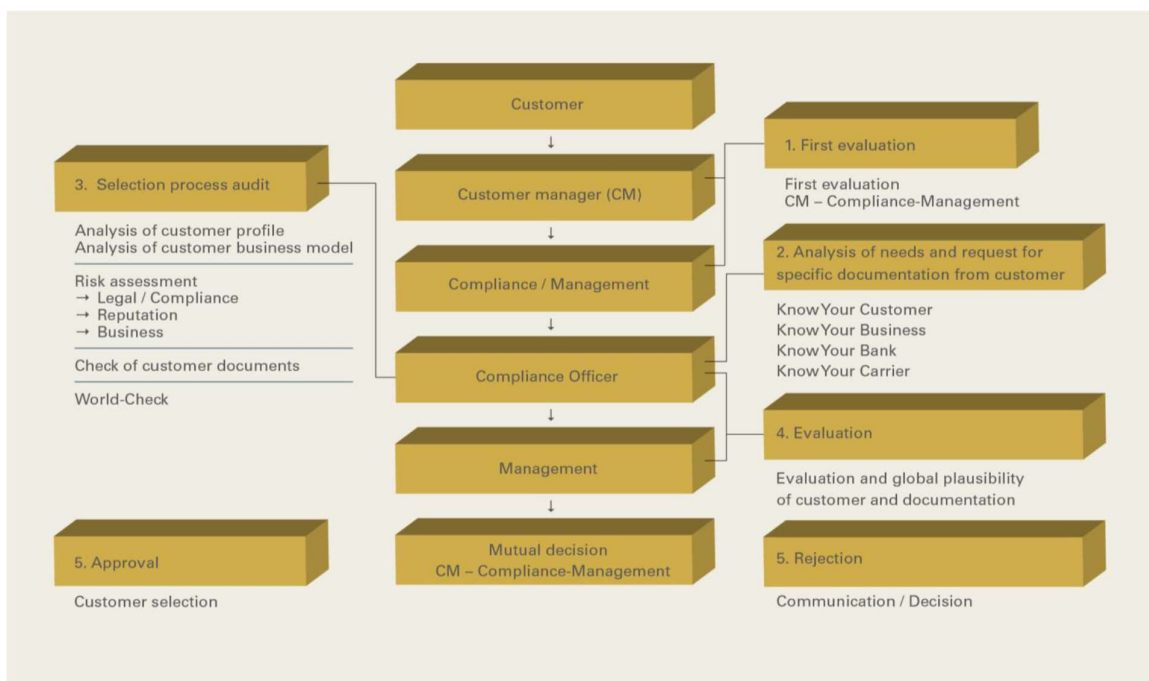 Customer
Customer manager (CM)
Compliance / Management
Compliance Officer
Management
Mutual decision
CM – Compliance-Management
1. First evaluation
First evaluation
CM – Compliance-Management
2. Analysis of needs and request for
specific documentation from customer
Know Your Customer
Know Your Business
Know Your Bank
Know Your Carrier
3. Selection process audit
Analysis of customer profile
Analysis of customer business model
Risk assessment
→ Legal / Compliance
→ Reputation
→ Business
Check of customer documents
World-Check
4. Evaluation
Evaluation and global plausibility
of customer and documentation
5. Approval
Customer selection
5. Rejection
Communication / Decision